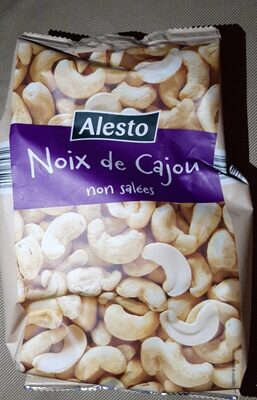 Alesto
Noix de Cajou
non salées